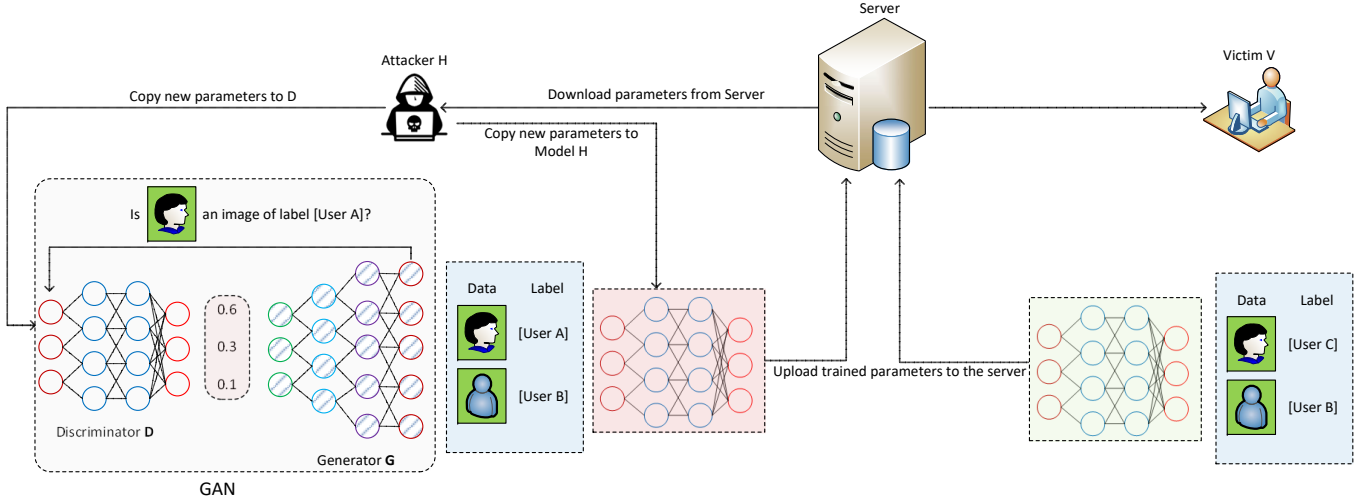 Server
Attacker H
Victim V
Copy new parameters to D
Download parameters from Server
Copy new parameters to
Model H
Is an image of label [User A]?
Data Label
[User A]
[User B]
0.6
0.3
0.1
Discriminator D
Generator G
GAN
Upload trained parameters to the server
Data Label
[User C]
[User B]